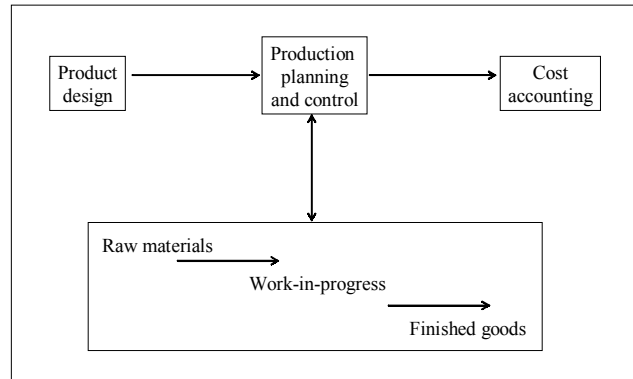 Product
design
Production
planning
and control
Cost
accounting
Raw materials
Work-in-progress
Finished goods